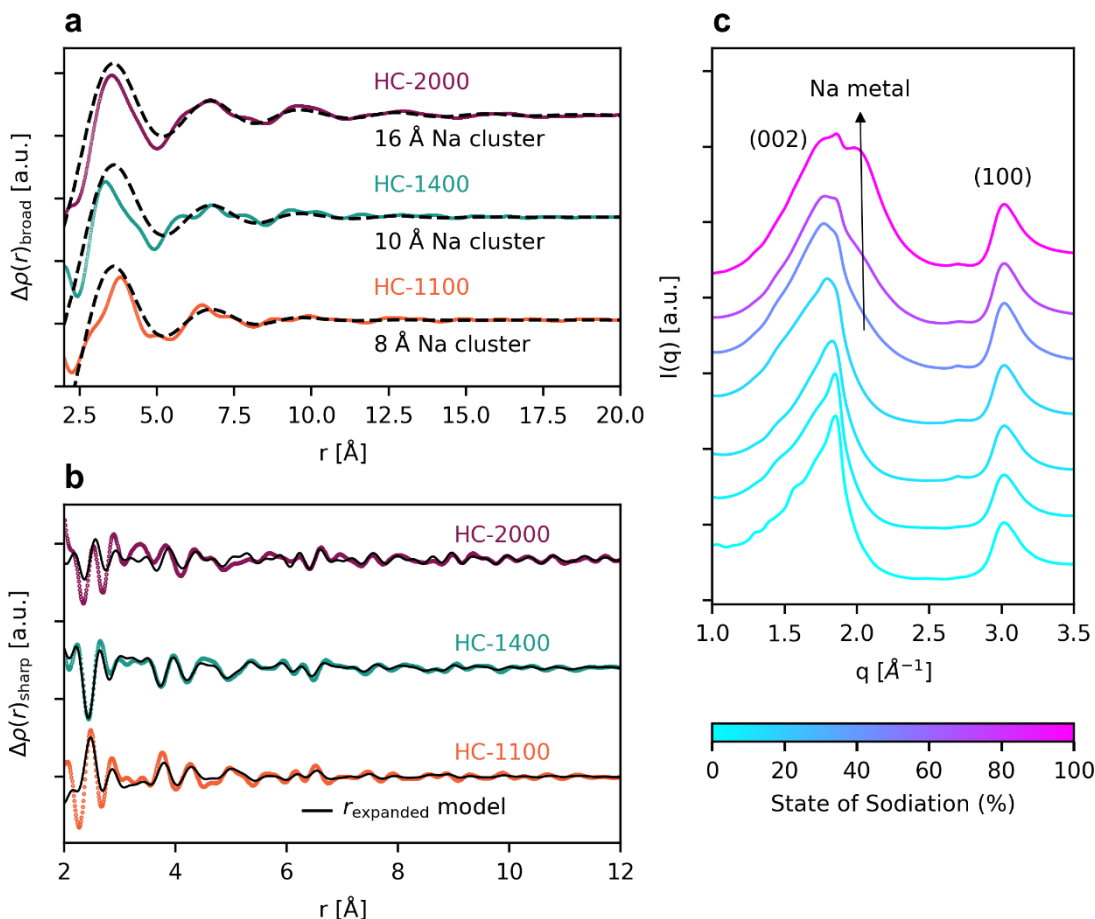 a
Δρ(r)broad [a.u.]
HC-2000
16 Å Na cluster
HC-1400
10 Å Na cluster
HC-1100
8 Å Na cluster
2.5 5.0 7.5 10.0 12.5 15.0 17.5 20.0
r [Å]
b
Δρ(r)sharp [a.u.]
HC-2000
HC-1400
HC-1100
rexpanded model
2 4 6 8 10 12
r [Å]
c
I(q) [a.u.]
Na metal
(002)
(100)
1.0 1.5 2.0 2.5 3.0 3.5
q [Å⁻¹]
0 20 40 60 80 100
State of Sodiation (%)